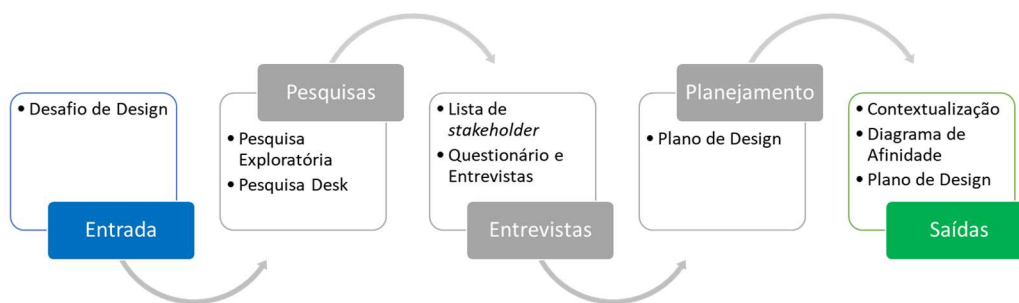 • Desafio de Design
Entrada
Pesquisas
• Pesquisa
Exploratória
• Pesquisa Desk
• Lista de
stakeholder
• Questionário e
Entrevistas
Entrevistas
Planejamento
• Plano de Design
• Contextualização
• Diagrama de
Afinidade
• Plano de Design
Saídas